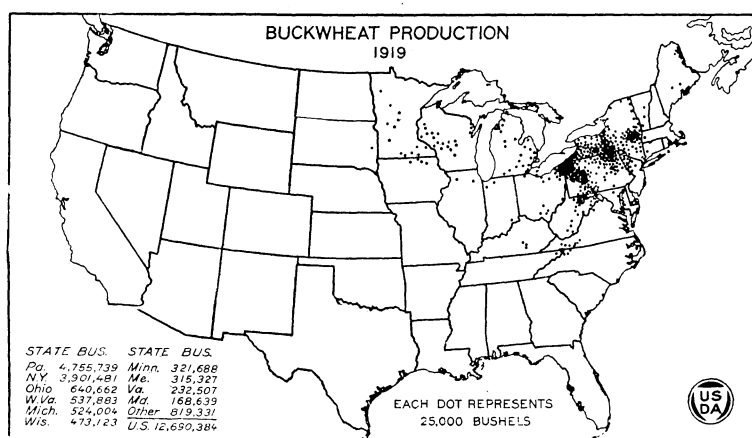 BUCKWHEAT PRODUCTION
1919
STATE BUS. STATE BUS.
Pa. 4,755,739 Minn. 321,688
N.Y. 3,901,481 Me. 315,327
Ohio 640,662 Va. 232,507
W.Va. 537,883 Md. 168,639
Mich. 524,004 Other 819,331
Wis. 473,123 U.S. 12,690,384
EACH DOT REPRESENTS
25,000 BUSHELS
US
DA